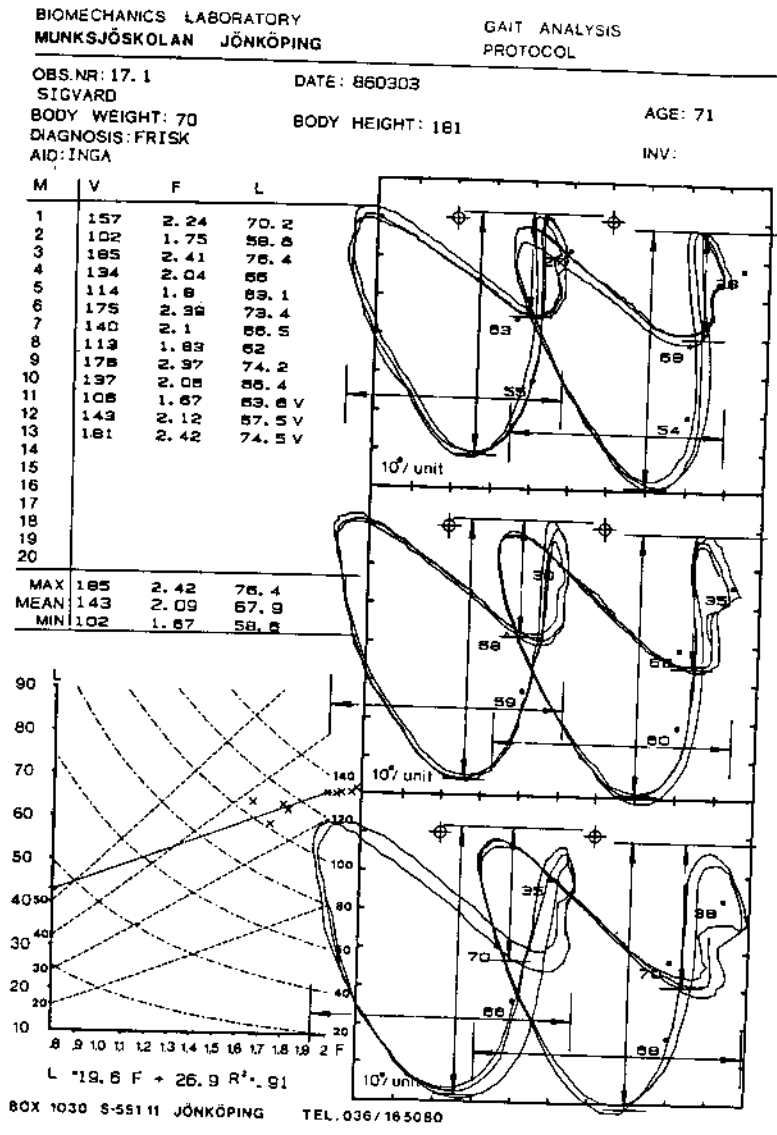 BIOMECHANICS LABORATORY
MUNKSJÖSKOLAN JÖNKÖPING
GAIT ANALYSIS
PROTOCOL
OBS.NR: 17.1
DATE: 860303
SIGVARD
BODY WEIGHT: 70
BODY HEIGHT: 181
AGE: 71
DIAGNOSIS: FRISK
AID: INGA
INV:
M V F L
1 157 2.24 70.2
2 102 1.75 58.6
3 185 2.41 76.4
4 134 2.04 66
5 114 1.8 63.1
6 175 2.39 73.4
7 140 2.1 66.5
8 113 1.83 62
9 176 2.37 74.2
10 137 2.06 66.4
11 106 1.67 63.6 V
12 143 2.12 67.5 V
13 181 2.42 74.5 V
14
15
16
17
18
19
20
MAX 185 2.42 76.4
MEAN 143 2.09 67.9
MIN 102 1.67 58.6
63
55
69
54
10°/ unit
30
35
58
59
66
60
10°/ unit
35
38
70
70
66
68
10°/ unit
L
90
80
70
60
50
40
30
20
10
50
40
30
20
140
120
100
80
60
40
20
.8 .9 1.0 1.1 1.2 1.3 1.4 1.5 1.6 1.7 1.8 1.9 2 F
L = 19.6 F + 26.9 R² = .91
BOX 1030 S-551 11 JÖNKÖPING TEL. 036/165080